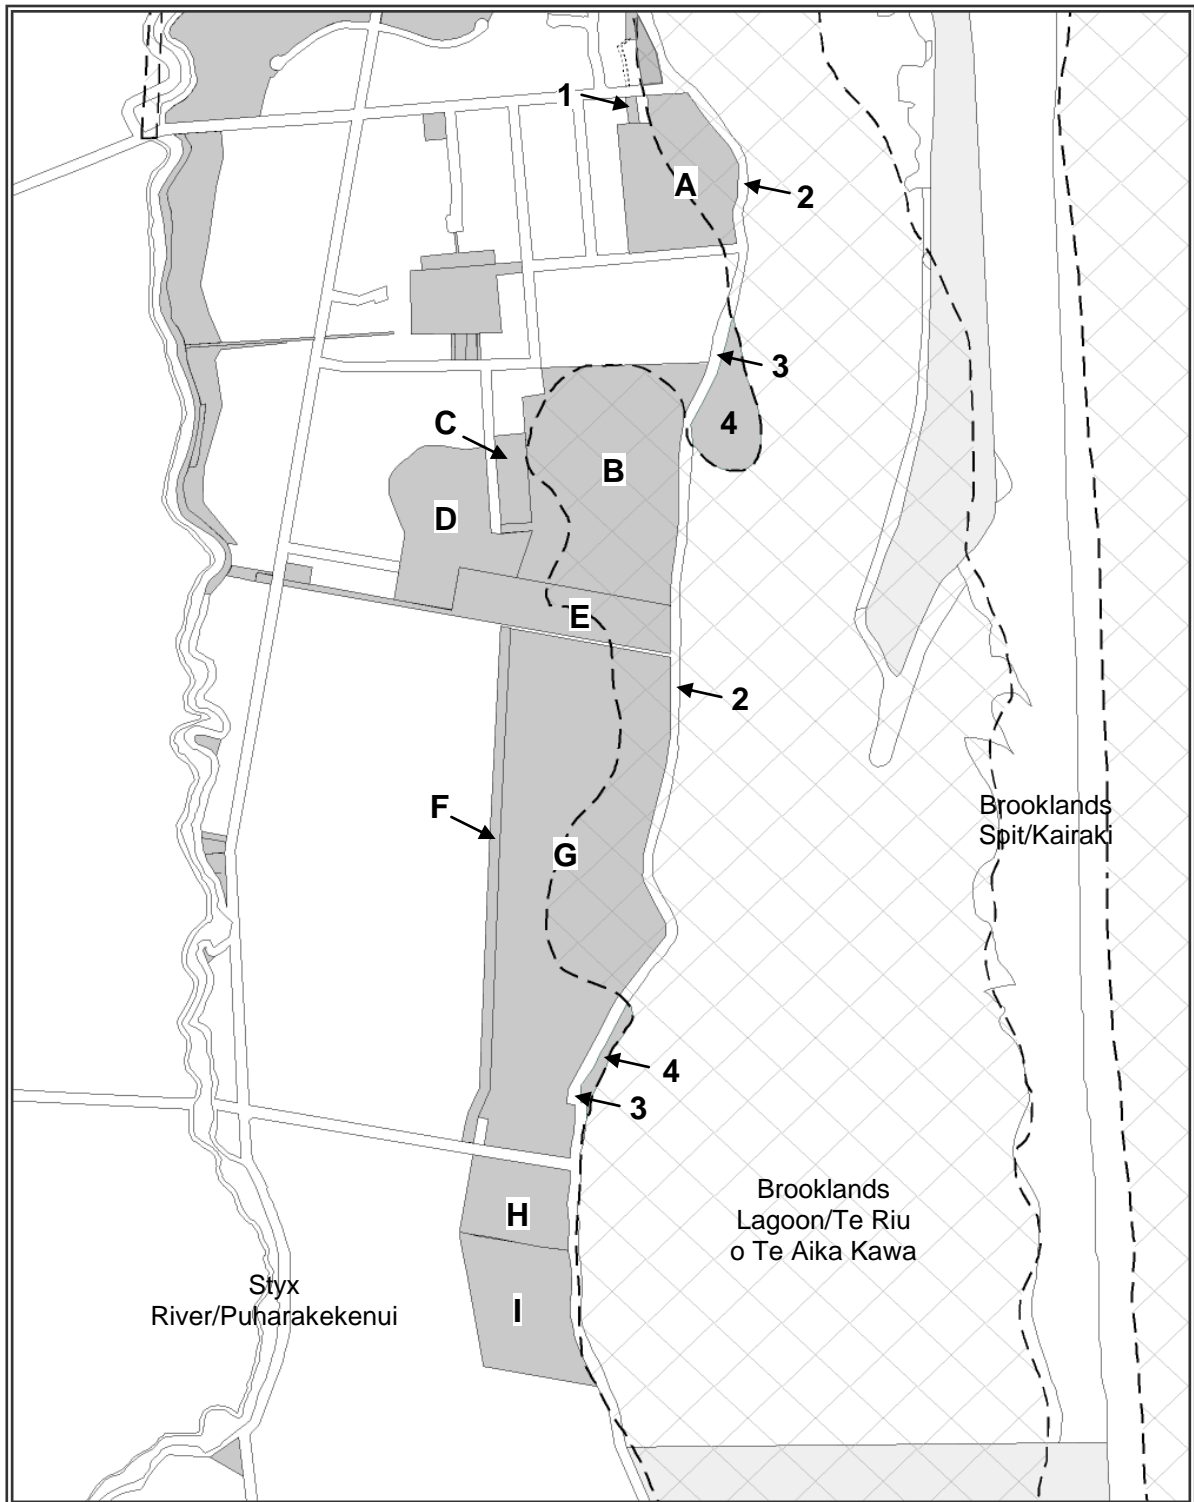 1
A
2
3
C
4
B
D
E
2
F
Brooklands
Spit/Kairaki
G
4
3
Brooklands
Lagoon/Te Riu
o Te Aika Kawa
H
Styx
River/Puharakekenui
I